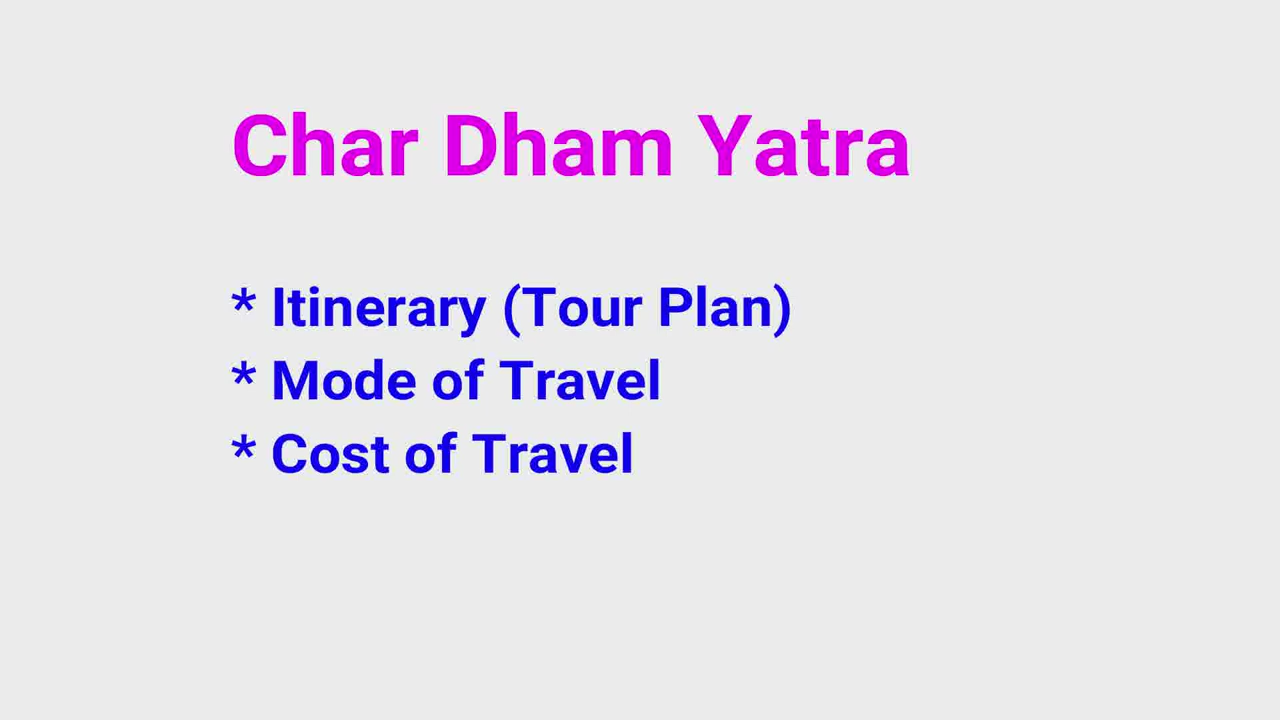 Char Dham Yatra
* Itinerary (Tour Plan)
* Mode of Travel
* Cost of Travel